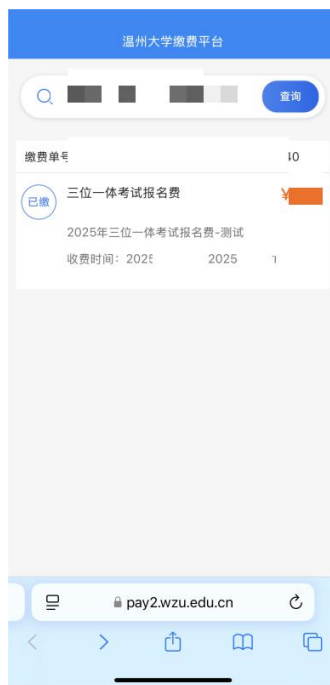 温州大学缴费平台
查询
缴费单号
已缴
三位一体考试报名费
¥
2025年三位一体考试报名费-测试
收费时间：202 2025
pay2.wzu.edu.cn